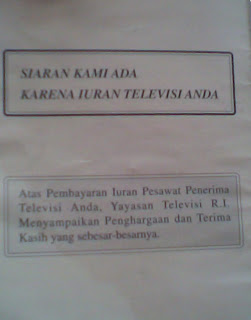 SIARAN KAMI ADA
KARENA IURAN TELEVISI ANDA
Atas Pembayaran Iuran Pesawat Penerima
Televisi Anda, Yayasan Televisi R.I.
Menyampaikan Penghargaan dan Terima
Kasih yang sebesar-besarnya.